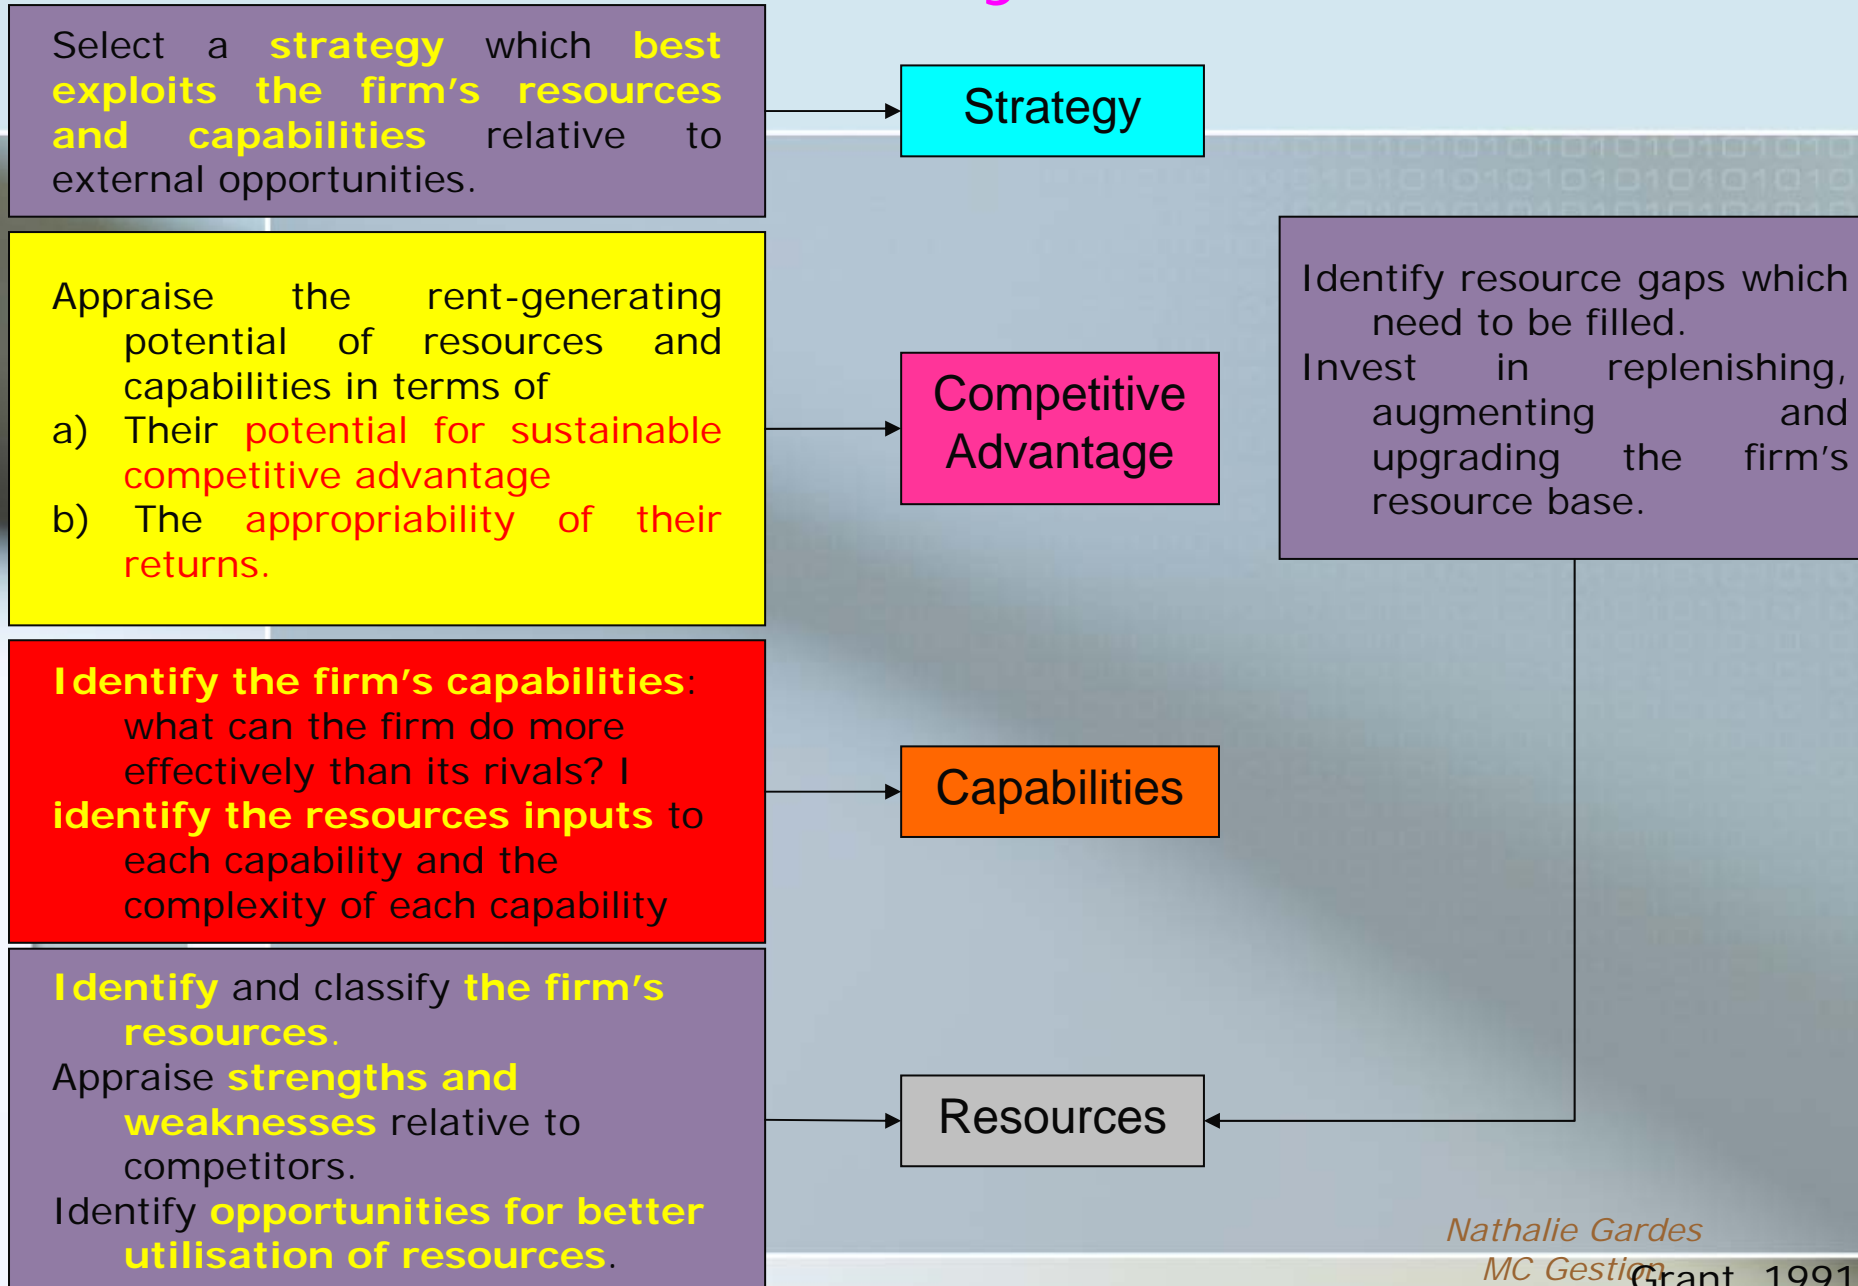 Select a strategy which best
exploits the firm's resources
and capabilities relative to
external opportunities.
Strategy
Appraise the rent-generating
potential of resources and
capabilities in terms of
a) Their potential for sustainable
competitive advantage
b) The appropriability of their
returns.
Competitive
Advantage
Identify resource gaps which
need to be filled.
Invest in replenishing,
augmenting and
upgrading the firm's
resource base.
Identify the firm's capabilities:
what can the firm do more
effectively than its rivals? I
identify the resources inputs to
each capability and the
complexity of each capability
Capabilities
Identify and classify the firm's
resources.
Appraise strengths and
weaknesses relative to
competitors.
Identify opportunities for better
utilisation of resources.
Resources
Nathalie Gardes
MC Gestion
Grant, 1991